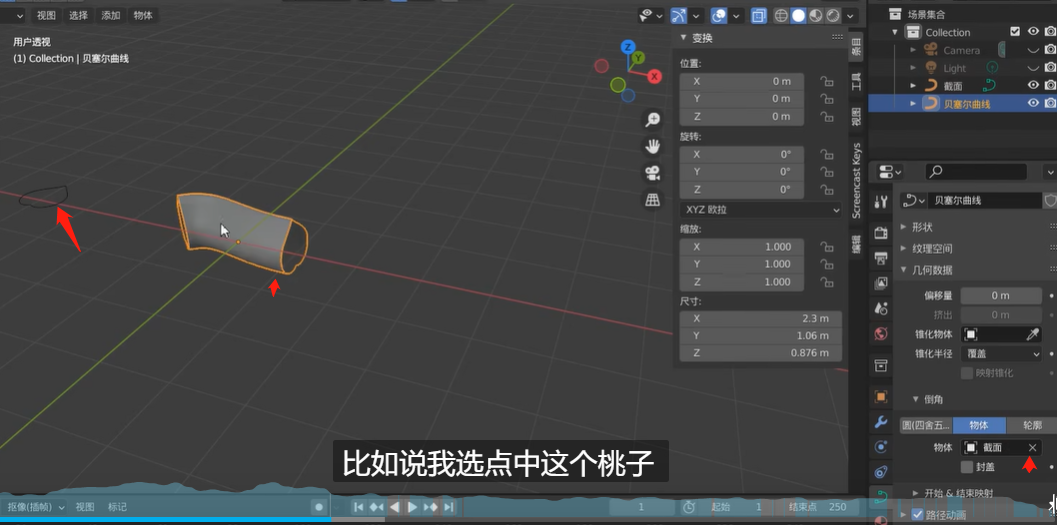 视图 选择 添加 物体
用户透视
(1) Collection | 贝塞尔曲线
Z
Y
X
变换
位置:
X 0 m
Y 0 m
Z 0 m
旋转:
X 0°
Y 0°
Z 0°
XYZ 欧拉
缩放:
X 1.000
Y 1.000
Z 1.000
尺寸:
X 2.3 m
Y 1.06 m
Z 0.876 m
条目
工具
视图
Screencast Keys
编辑
场景集合
Collection
Camera
Light
截面
贝塞尔曲线
贝塞尔曲线
形状
纹理空间
几何数据
偏移量 0 m
挤出 0 m
锥化物体
锥化半径 覆盖
映射锥化
倒角
圆(四舍五... 物体 轮廓
物体 截面
封盖
开始 & 结束映射
路径动画
比如说我选点中这个桃子
抠像(插帧) 视图 标记
1 起始 1 结束点 250